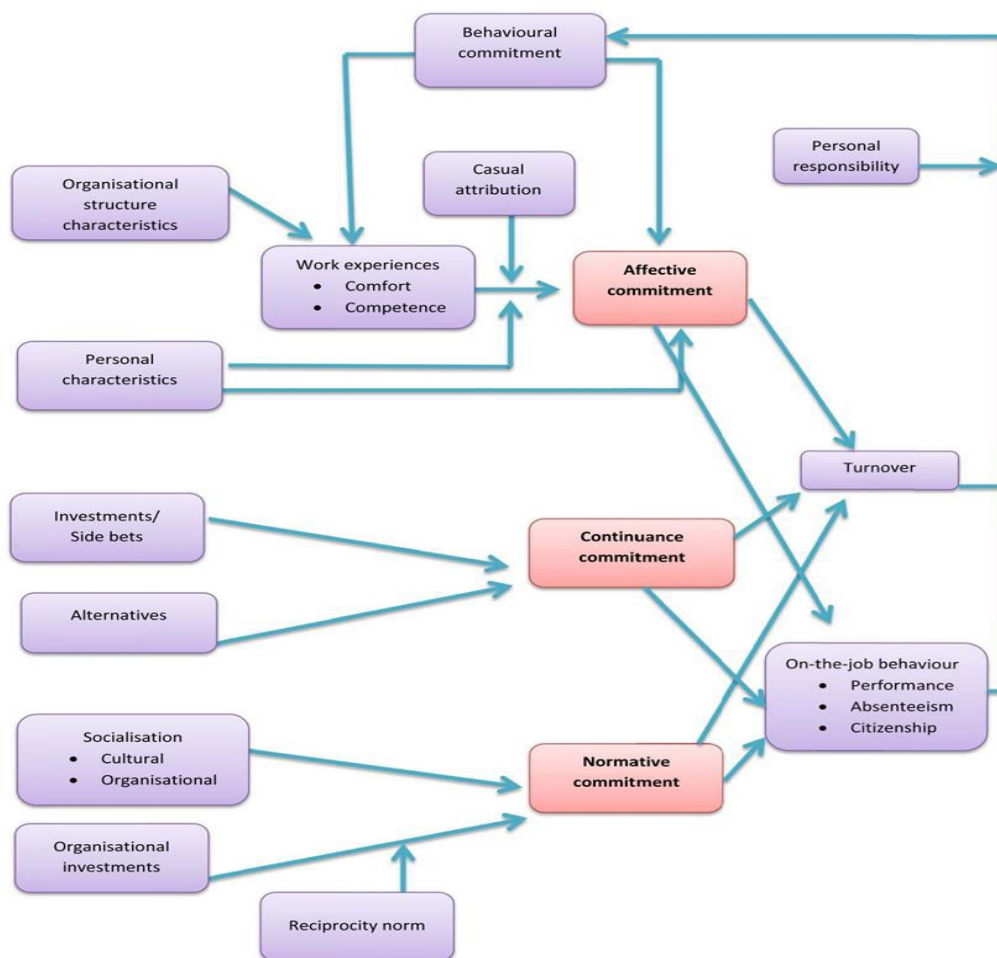 Behavioural
commitment
Personal
responsibility
Casual
attribution
Organisational
structure
characteristics
Work experiences
• Comfort
• Competence
Affective
commitment
Personal
characteristics
Turnover
Investments/
Side bets
Continuance
commitment
Alternatives
On-the-job behaviour
• Performance
• Absenteeism
• Citizenship
Socialisation
• Cultural
• Organisational
Normative
commitment
Organisational
investments
Reciprocity norm